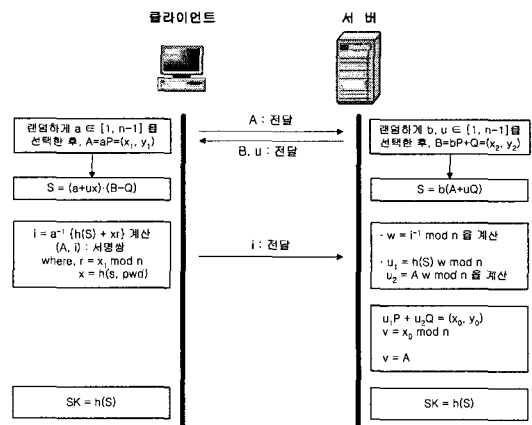 클라이언트
서 버
랜덤하게 a ∈ [1, n-1] 를
선택한 후, A=aP=(x₁, y₁)
A : 전달
B, u : 전달
랜덤하게 b, u ∈ [1, n-1]를
선택한 후, B=bP+Q=(x₂, y₂)
S = (a+ux)·(B-Q)
S = b(A+uQ)
i = a⁻¹ {h(S) + xr} 계산
(A, i) : 서명쌍
where, r = x₁ mod n
x = h(s, pwd)
i : 전달
· w = i⁻¹ mod n 을 계산
· u₁ = h(S) w mod n
u₂ = A w mod n 을 계산
u₁P + u₂Q = (x₀, y₀)
v = x₀ mod n
v = A
SK = h(S)
SK = h(S)